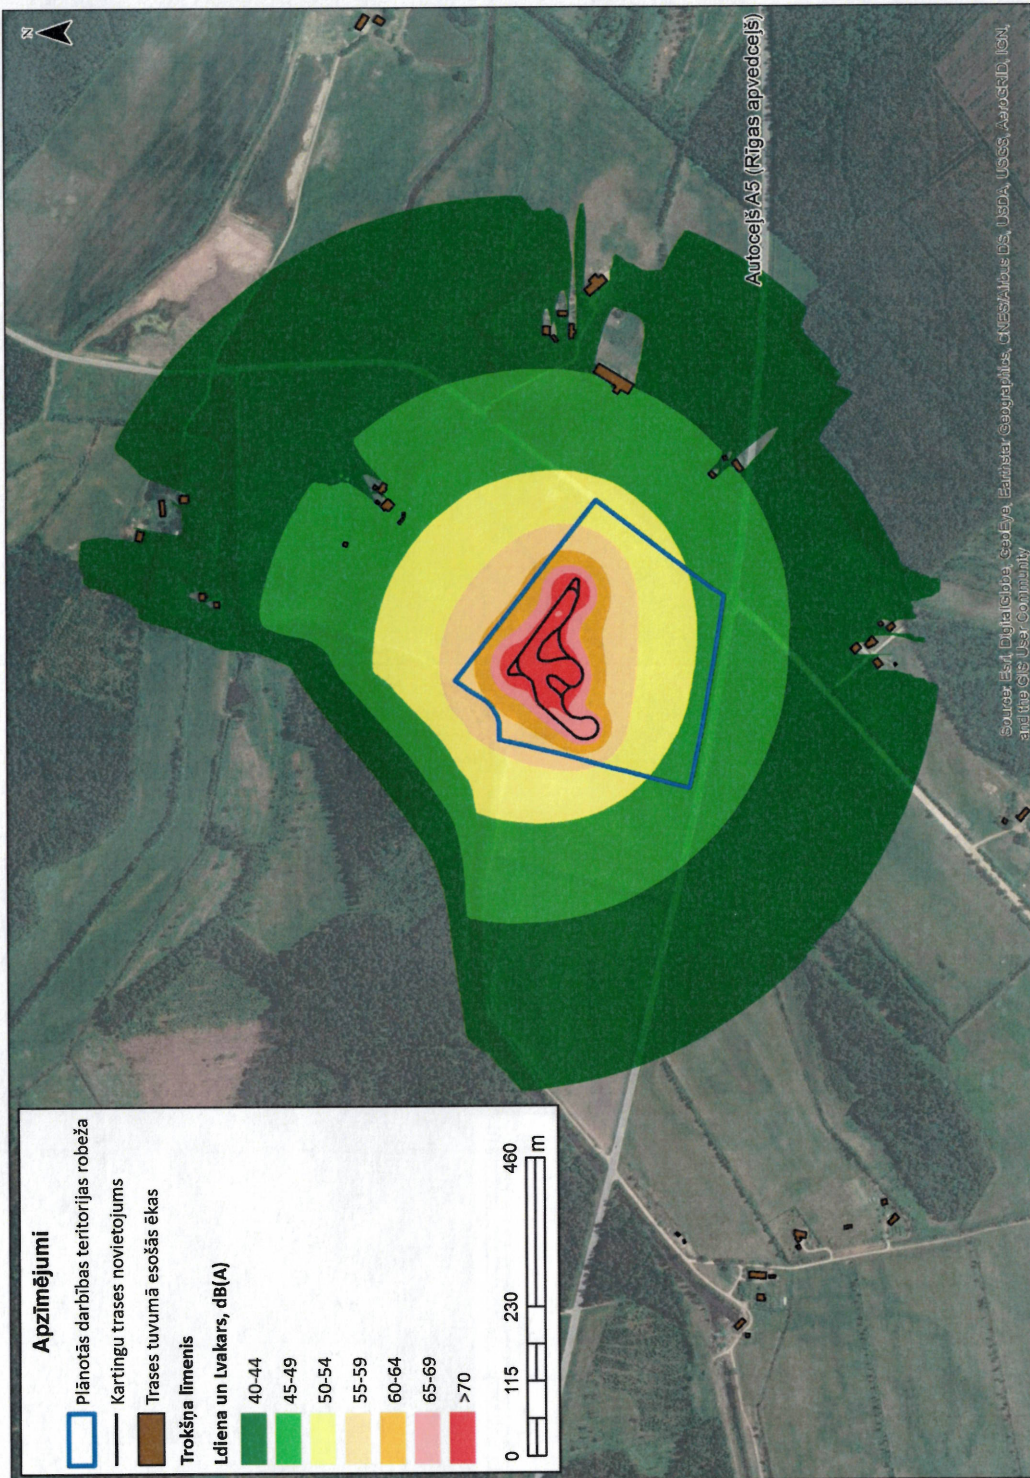 N
Autoceļš A5 (Rīgas apvedceļš)
Apzīmējumi
Plānotās darbības teritorijas robeža
Kartingu trases novietojums
Trases tuvumā esošās ēkas
Trokšņa līmenis
Ldiena un Lvakars, dB(A)
40-44
45-49
50-54
55-59
60-64
65-69
>70
0 115 230 460
m
Source: Esri, DigitalGlobe, GeoEye, Earthstar Geographics, CNES/Airbus DS, USDA, USGS, AeroGRID, IGN,
and the GIS User Community